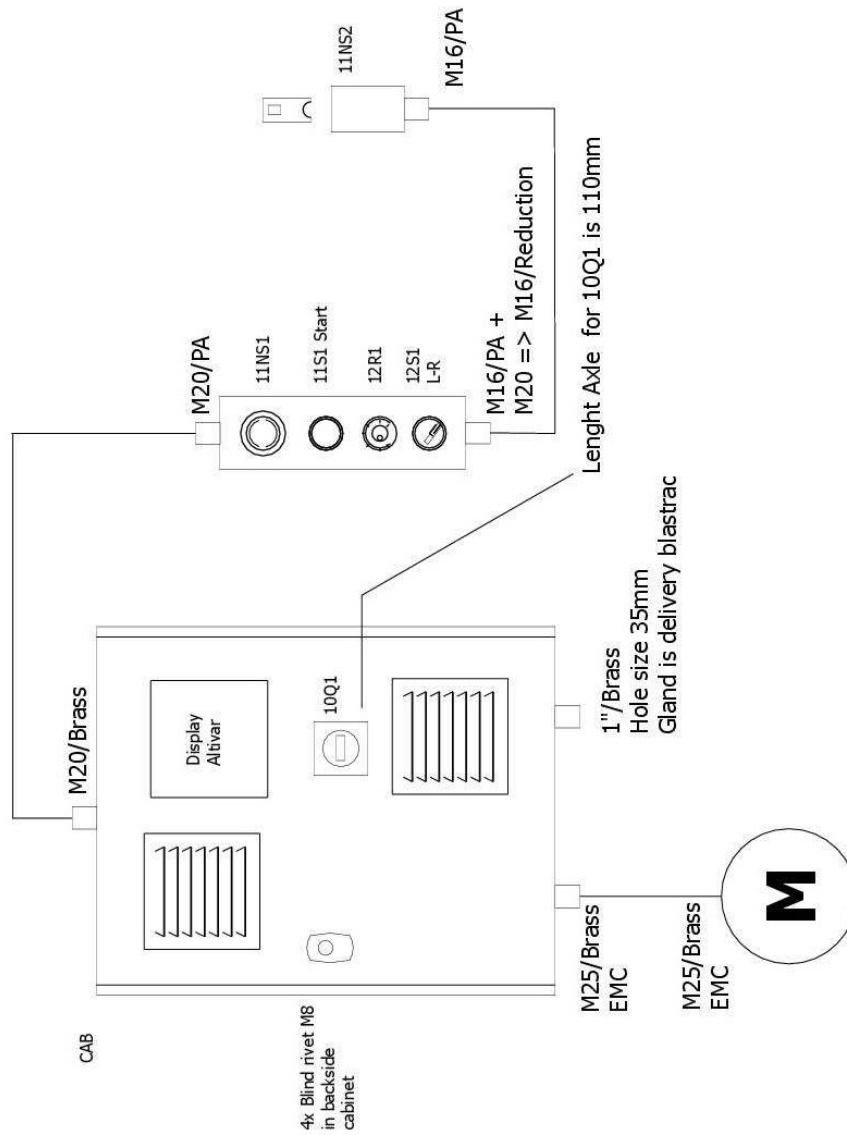 CAB
4x Blind rivet M8
in backside
cabinet
M20/Brass
Display
Altivar
10Q1
M25/Brass
EMC
M25/Brass
EMC
M
1"/Brass
Hole size 35mm
Gland is delivery blastrac
Lenght Axle for 10Q1 is 110mm
M20/PA
11NS1
11S1 Start
12R1
12S1
L-R
M16/PA +
M20 => M16/Reduction
11NS2
M16/PA